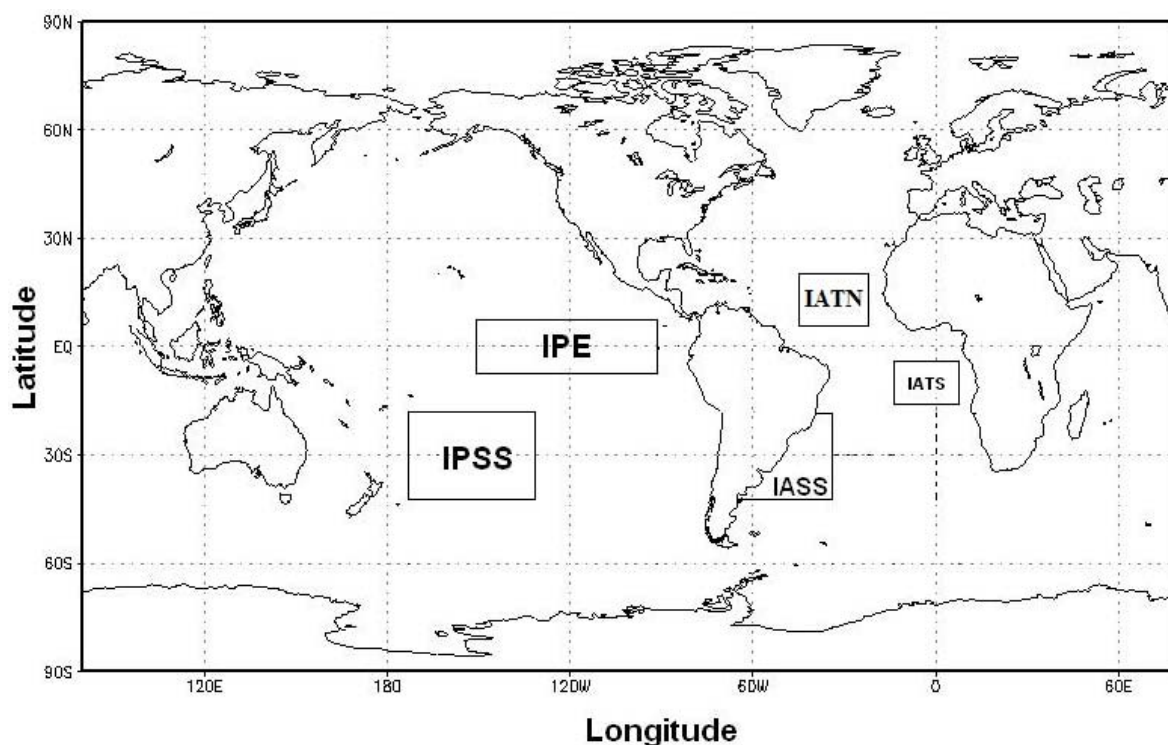 90N
60N
30N
EQ
30S
60S
90S
Latitude
IATN
IPE
IATS
IPSS
IASS
120E
180
120W
60W
0
60E
Longitude